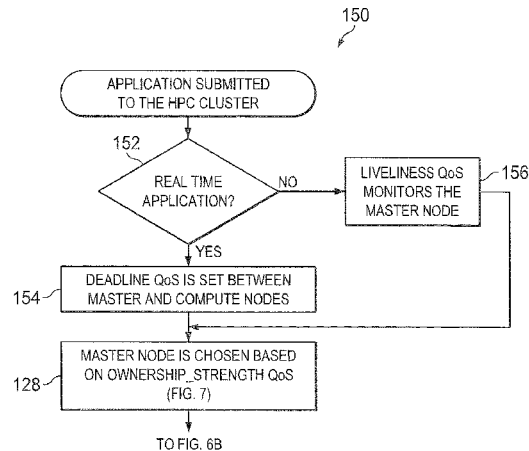 150
APPLICATION SUBMITTED
TO THE HPC CLUSTER
152
REAL TIME
APPLICATION?
NO
LIVELINESS QoS
MONITORS THE
MASTER NODE
156
YES
154
DEADLINE QoS IS SET BETWEEN
MASTER AND COMPUTE NODES
128
MASTER NODE IS CHOSEN BASED
ON OWNERSHIP_STRENGTH QoS
(FIG. 7)
TO FIG. 6B